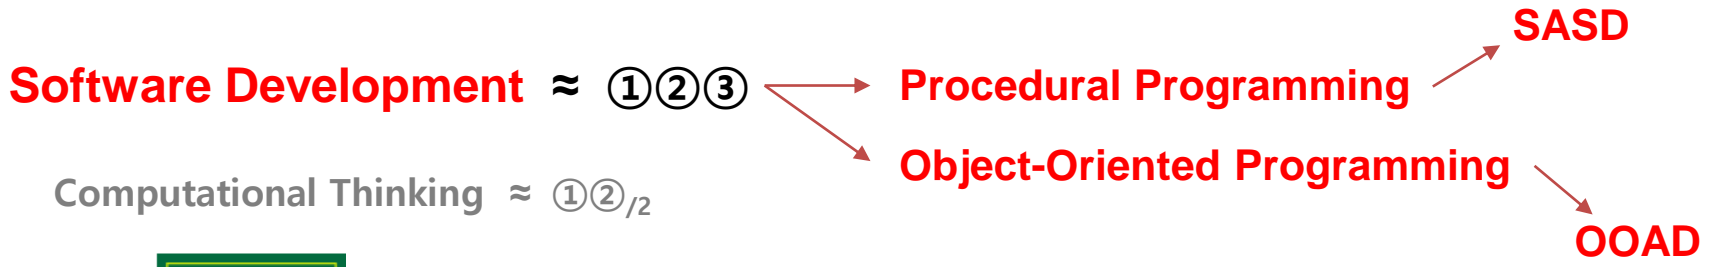 SASD
Software Development ≈ ①②③ Procedural Programming
Object-Oriented Programming
Computational Thinking ≈ ①②/2
OOAD